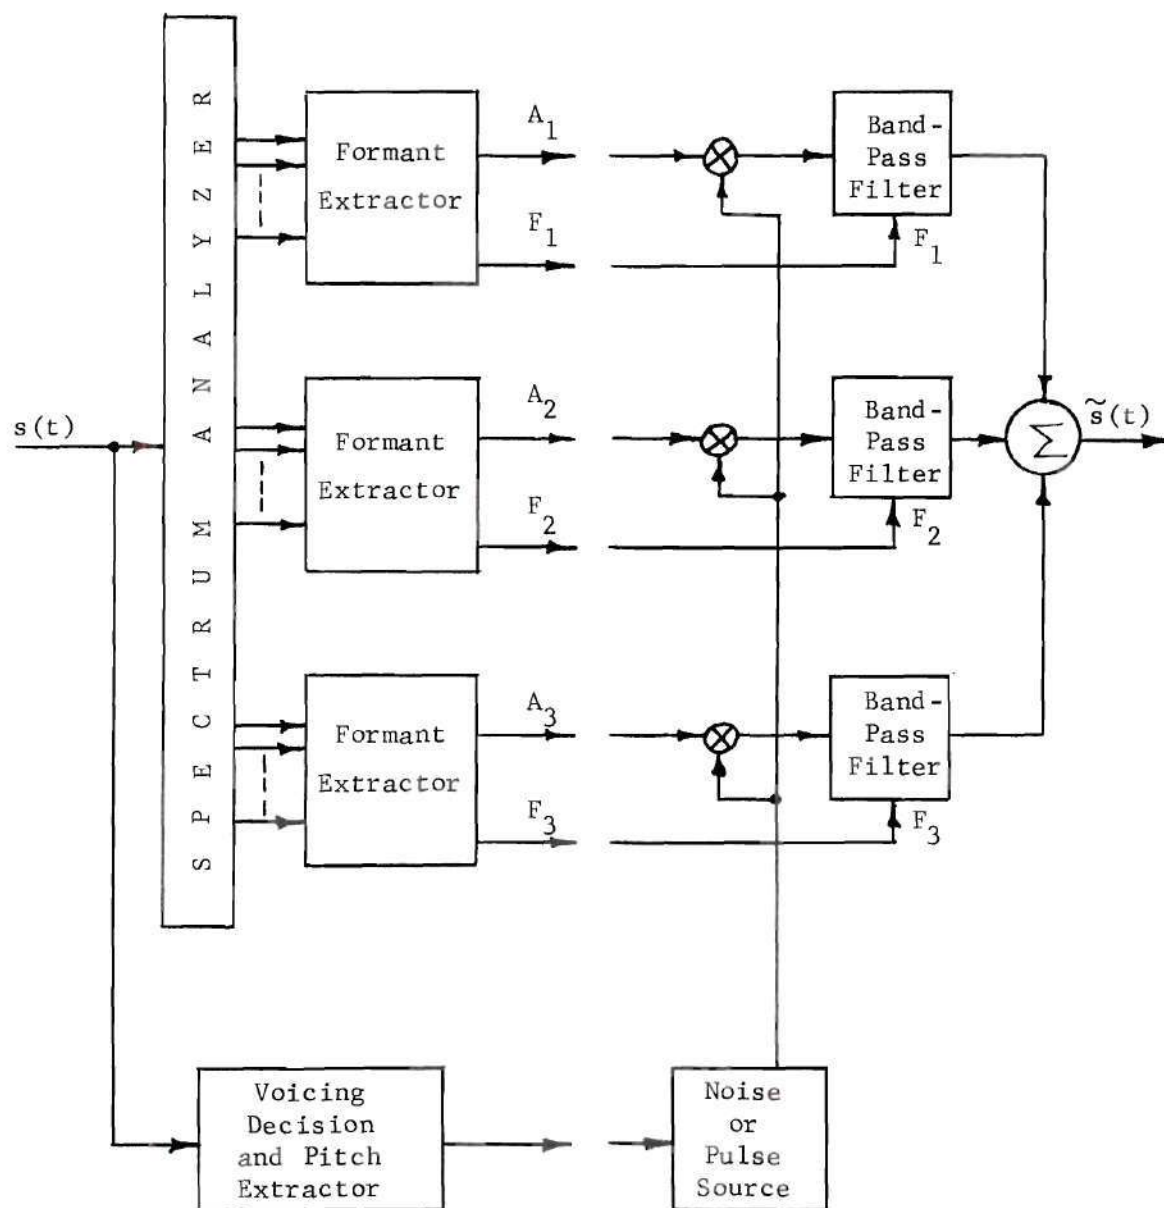 SPECTRUM ANALYZER
s(t)
Formant
Extractor
A1
F1
Band-
Pass
Filter
F1
Formant
Extractor
A2
F2
Band-
Pass
Filter
F2
Σ
s̃(t)
Formant
Extractor
A3
F3
Band-
Pass
Filter
F3
Voicing
Decision
and Pitch
Extractor
Noise
or
Pulse
Source